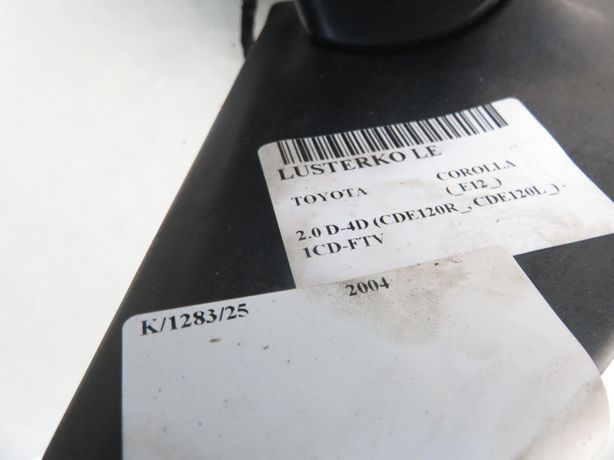 LUSTERKO LE
TOYOTA COROLLA
(_E12_)
2.0 D-4D (CDE120R_, CDE120L_) -
1CD-FTV
2004
K/1283/25